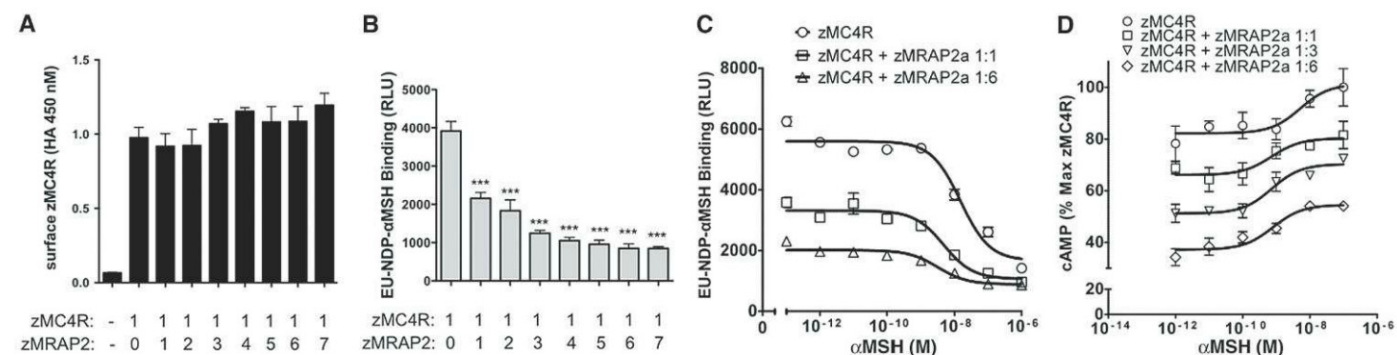 A
surface zMC4R (HA 450 nM)
1.5
1.0
0.5
0.0
zMC4R: - 1 1 1 1 1 1 1 1
zMRAP2: - 0 1 2 3 4 5 6 7
B
EU-NDP-αMSH Binding (RLU)
5000
4000
3000
2000
1000
0
*** *** *** *** *** *** ***
zMC4R: 1 1 1 1 1 1 1 1
zMRAP2: 0 1 2 3 4 5 6 7
C
zMC4R
zMC4R + zMRAP2a 1:1
zMC4R + zMRAP2a 1:6
EU-NDP-αMSH Binding (RLU)
8000
6000
4000
2000
0
0 10⁻¹² 10⁻¹⁰ 10⁻⁸ 10⁻⁶
αMSH (M)
D
zMC4R
zMC4R + zMRAP2a 1:1
zMC4R + zMRAP2a 1:3
zMC4R + zMRAP2a 1:6
cAMP (% Max zMC4R)
100
80
60
40
20
0
10⁻¹⁴ 10⁻¹² 10⁻¹⁰ 10⁻⁸ 10⁻⁶
αMSH (M)